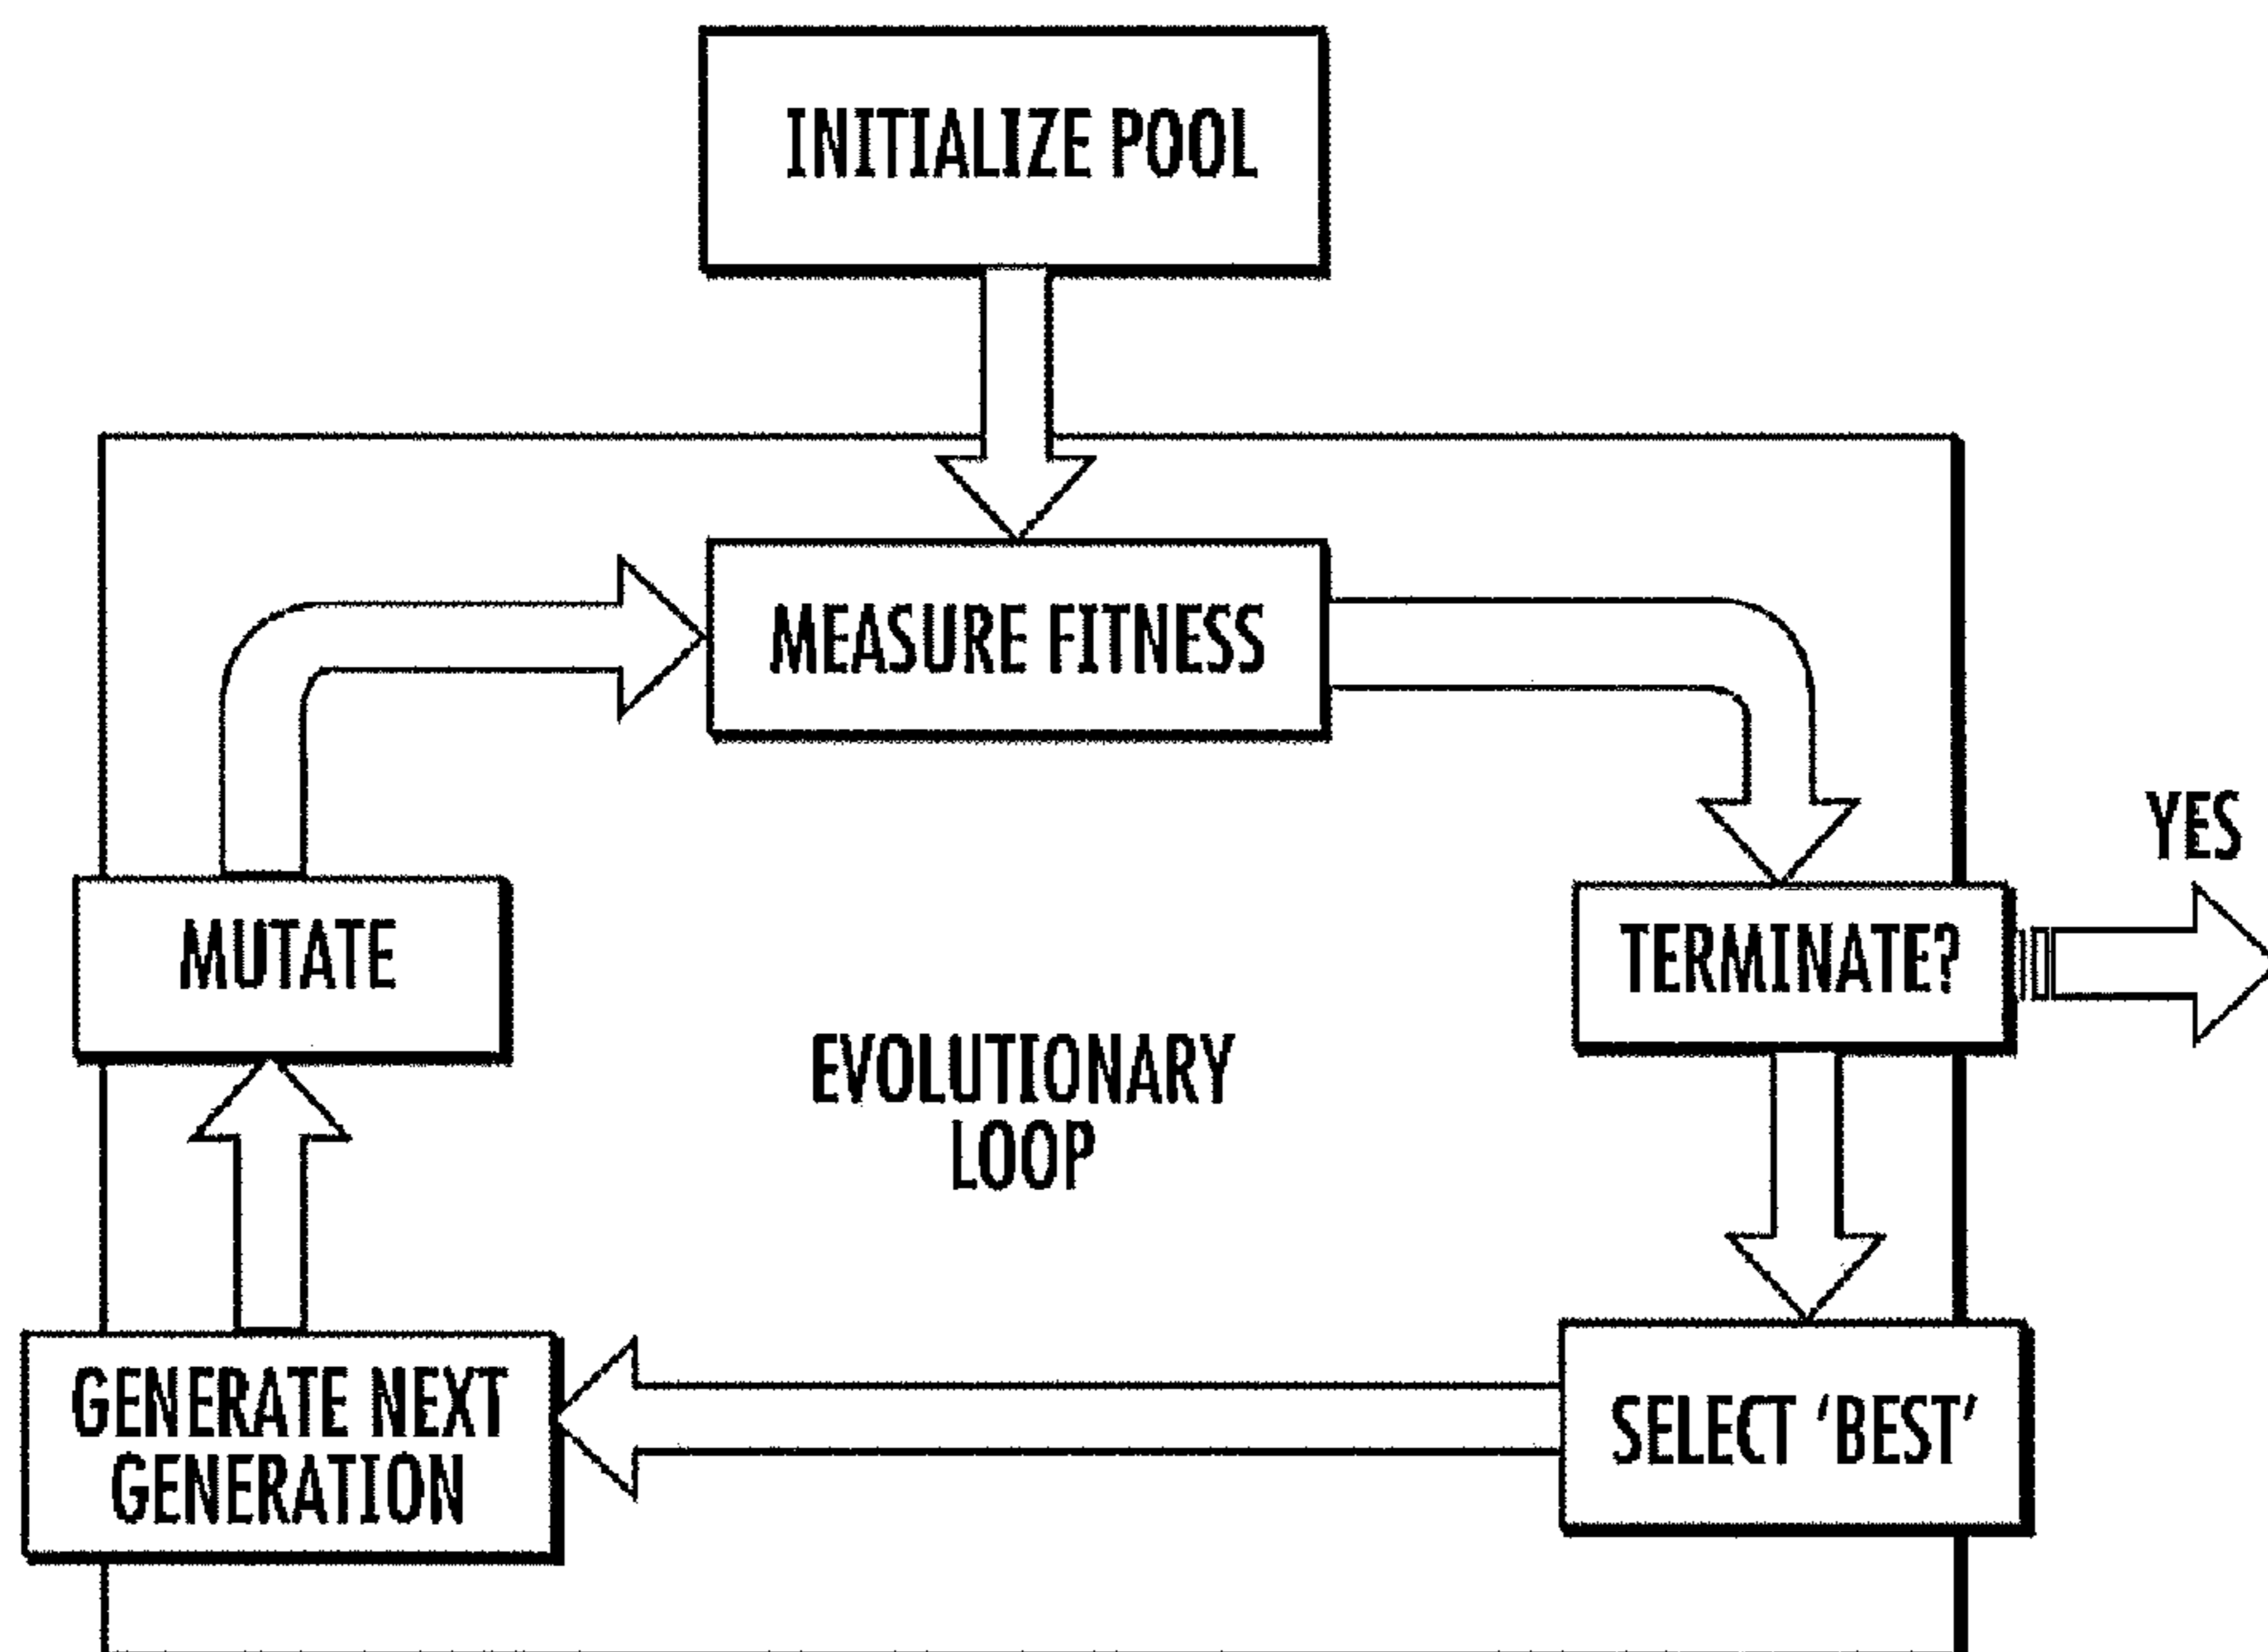 INITIALIZE POOL
MEASURE FITNESS
YES
MUTATE
TERMINATE?
EVOLUTIONARY
LOOP
GENERATE NEXT
GENERATION
SELECT 'BEST'